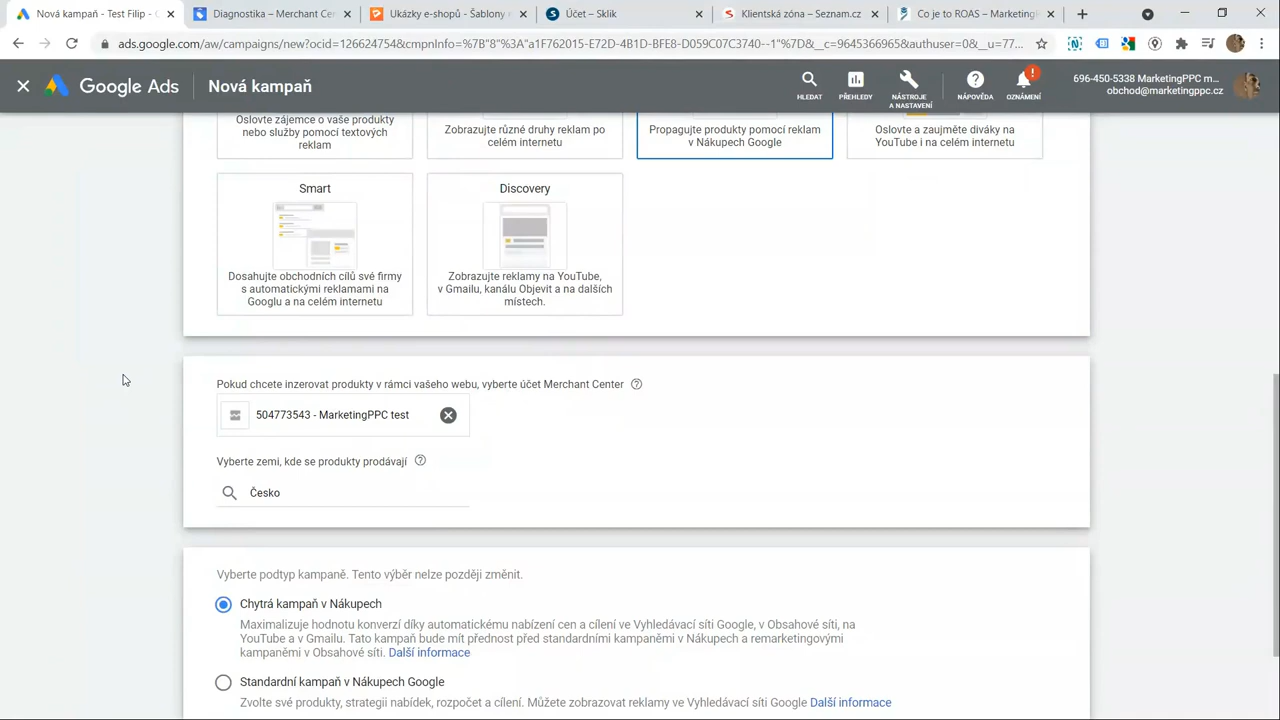 Nová kampaň - Test Filip -
Diagnostika – Merchant Ce
Ukázky e-shopů - Šablony
Účet – Sklik
Klientská zóna – Seznam.cz
Co je to ROAS – Marketing
ads.google.com/aw/campaigns/new?ocid=126624754&cmpnInfo=%7B"8"%3A"a1F762015-E72D-4B1D-BFE8-D059C07C3740--1"%7D&__c=9645366965&authuser=0&__u=77...
Google Ads
Nová kampaň
HLEDAT
PŘEHLEDY
NÁSTROJE
A NASTAVENÍ
NÁPOVĚDA
OZNÁMENÍ
696-450-5338 MarketingPPC m...
obchod@marketingppc.cz
Oslovte zájemce o vaše produkty
nebo služby pomocí textových
reklam
Zobrazujte různé druhy reklam po
celém internetu
Propagujte produkty pomocí reklam
v Nákupech Google
Oslovte a zaujměte diváky na
YouTube i na celém internetu
Smart
Dosahujte obchodních cílů své firmy
s automatickými reklamami na
Googlu a na celém internetu
Discovery
Zobrazujte reklamy na YouTube,
v Gmailu, kanálu Objevit a na dalších
místech.
Pokud chcete inzerovat produkty v rámci vašeho webu, vyberte účet Merchant Center
504773543 - MarketingPPC test
Vyberte zemi, kde se produkty prodávají
Česko
Vyberte podtyp kampaně. Tento výběr nelze později změnit.
Chytrá kampaň v Nákupech
Maximalizuje hodnotu konverzí díky automatickému nabízení cen a cílení ve Vyhledávací síti Google, v Obsahové síti, na
YouTube a v Gmailu. Tato kampaň bude mít přednost před standardními kampaněmi v Nákupech a remarketingovými
kampaněmi v Obsahové síti. Další informace
Standardní kampaň v Nákupech Google
Zvolte své produkty, strategii nabídek, rozpočet a cílení. Můžete zobrazovat reklamy ve Vyhledávací síti Google Další informace